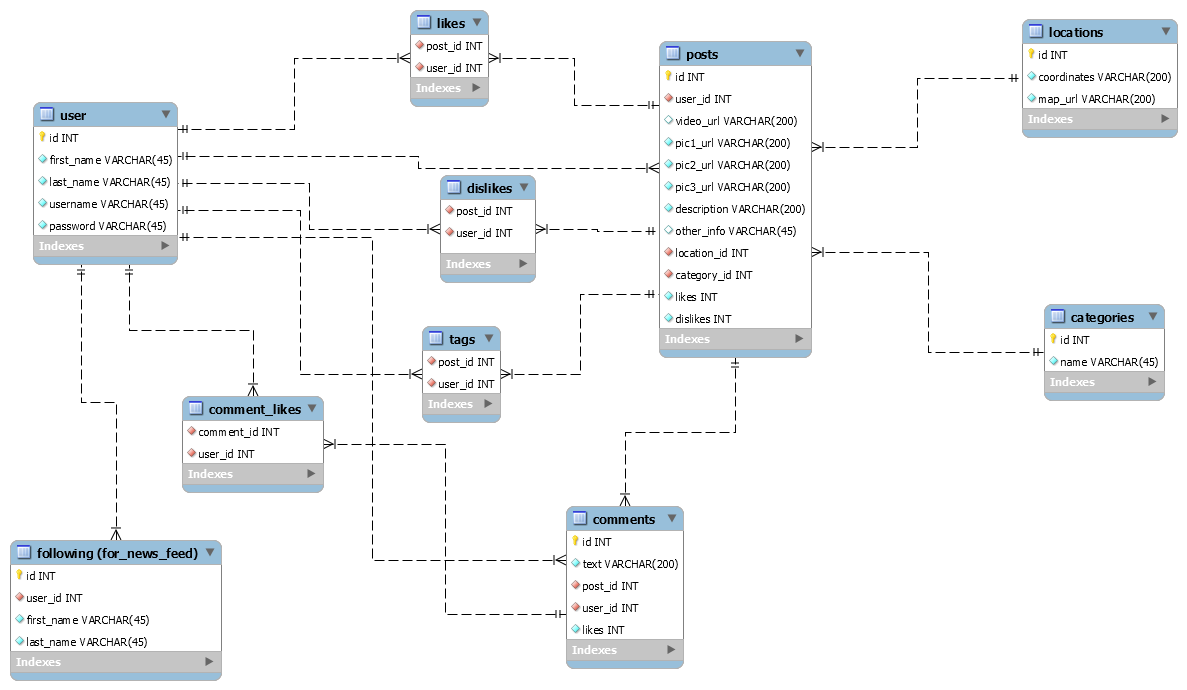 likes
post_id INT
user_id INT
Indexes
posts
id INT
user_id INT
video_url VARCHAR(200)
pic1_url VARCHAR(200)
pic2_url VARCHAR(200)
pic3_url VARCHAR(200)
description VARCHAR(200)
other_info VARCHAR(45)
location_id INT
category_id INT
likes INT
dislikes INT
Indexes
locations
id INT
coordinates VARCHAR(200)
map_url VARCHAR(200)
Indexes
user
id INT
first_name VARCHAR(45)
last_name VARCHAR(45)
username VARCHAR(45)
password VARCHAR(45)
Indexes
dislikes
post_id INT
user_id INT
Indexes
categories
id INT
name VARCHAR(45)
Indexes
tags
post_id INT
user_id INT
Indexes
comment_likes
comment_id INT
user_id INT
Indexes
comments
id INT
text VARCHAR(200)
post_id INT
user_id INT
likes INT
Indexes
following (for_news_feed)
id INT
user_id INT
first_name VARCHAR(45)
last_name VARCHAR(45)
Indexes